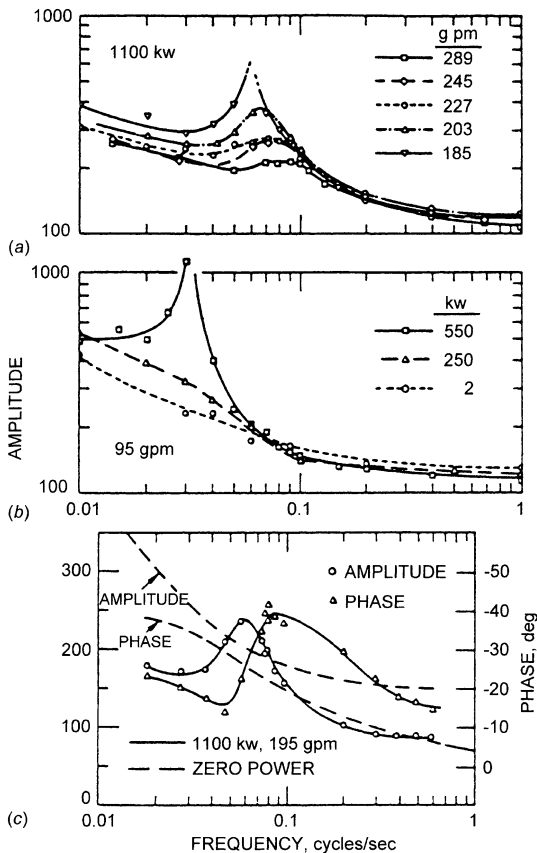 1000
1100 kw
g pm
289
245
227
203
185
100
(a)
1000
kw
550
250
2
AMPLITUDE
95 gpm
100
(b)
0.01
0.1
1
350
300
AMPLITUDE
PHASE
AMPLITUDE
PHASE
200
150
100
0
-50
-40
-30
-20
-10
0
PHASE, deg
1100 kw, 195 gpm
ZERO POWER
(c)
0.01
0.1
1
FREQUENCY, cycles/sec